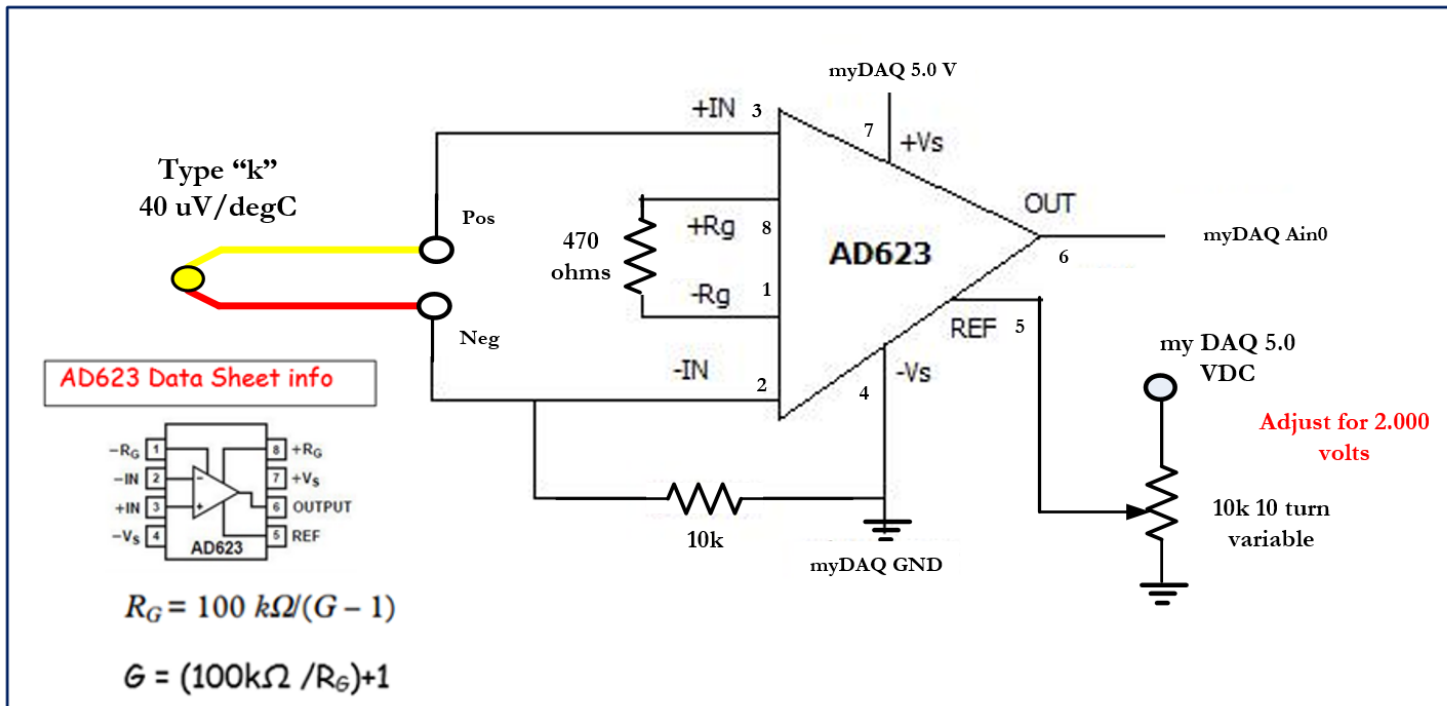 myDAQ 5.0 V
+IN 3
7
+Vs
Type “k”
40 uV/degC
Pos
OUT
470
ohms
+Rg
8
AD623
6
myDAQ Ain0
-Rg
1
REF 5
Neg
my DAQ 5.0
VDC
-IN
2
-Vs
4
AD623 Data Sheet info
Adjust for 2.000
volts
−RG 1
8 +RG
−IN 2
7 +VS
+IN 3
6 OUTPUT
−VS 4
5 REF
AD623
10k 10 turn
variable
10k
myDAQ GND
RG = 100 kΩ/(G – 1)
G = (100kΩ /RG)+1